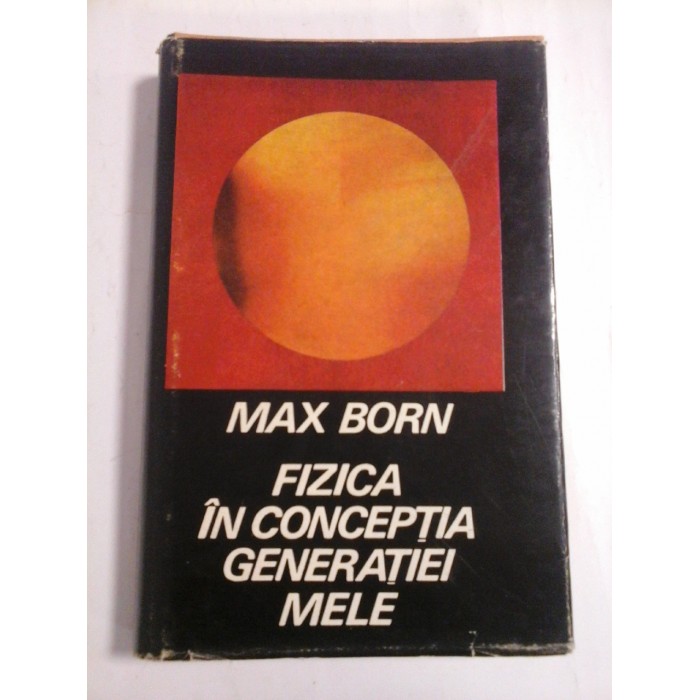 MAX BORN
FIZICA
ÎN CONCEPȚIA
GENERAȚIEI
MELE